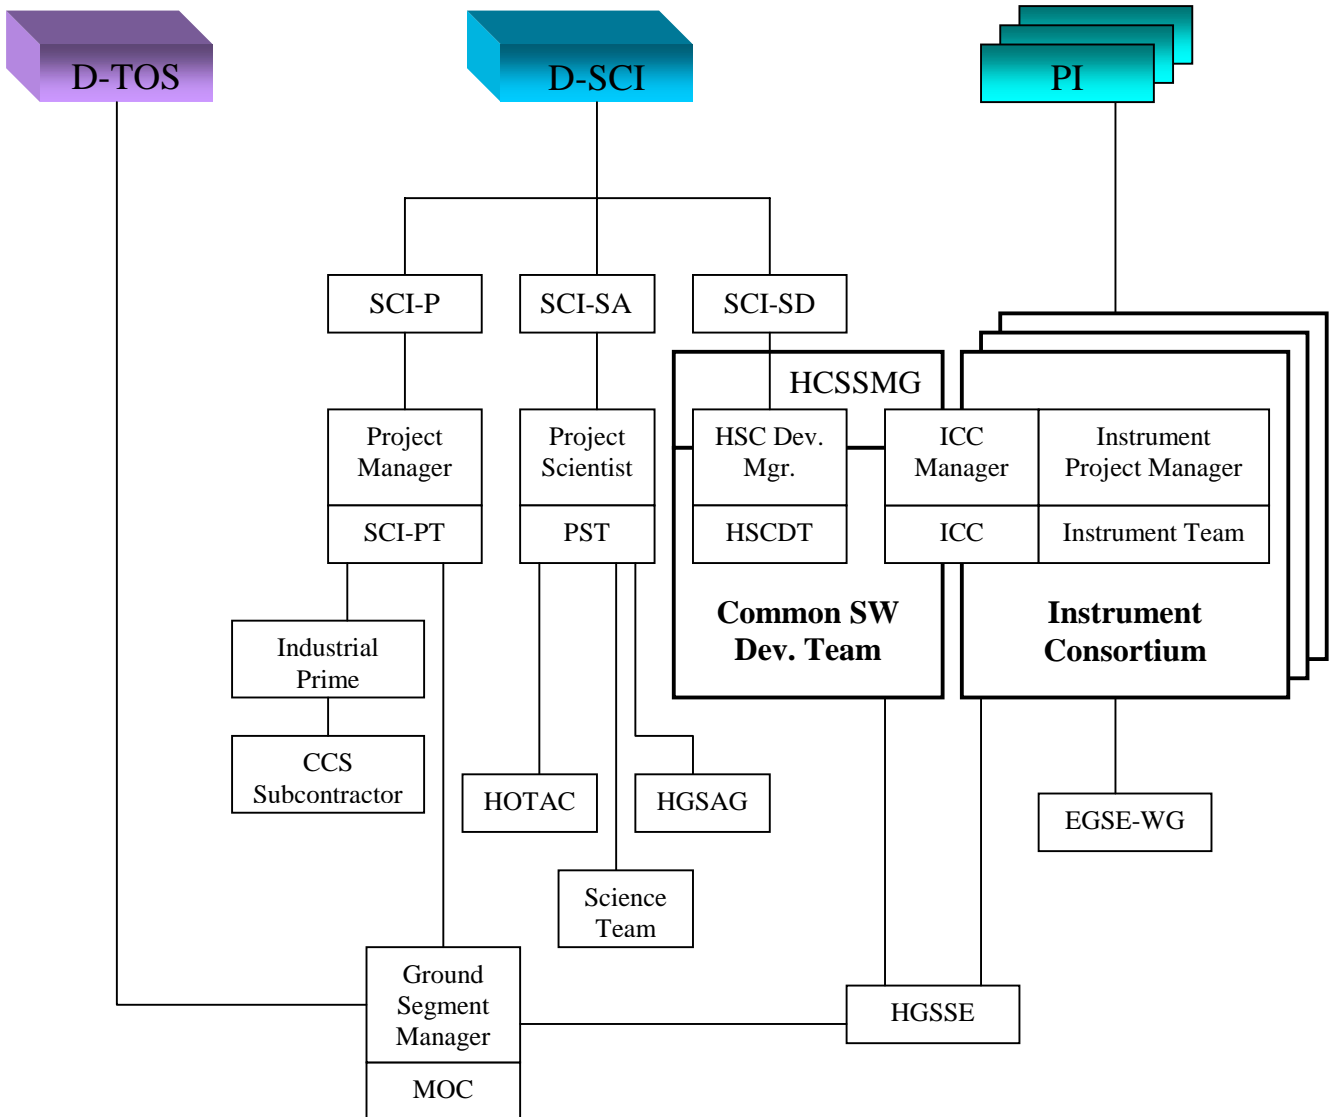 D-TOS
D-SCI
PI
SCI-P
SCI-SA
SCI-SD
HCSSMG
Project
Manager
SCI-PT
Project
Scientist
PST
HSC Dev.
Mgr.
HSCDT
ICC
Manager
ICC
Instrument
Project Manager
Instrument Team
Common SW
Dev. Team
Instrument
Consortium
Industrial
Prime
CCS
Subcontractor
HOTAC
HGSAG
EGSE-WG
Science
Team
Ground
Segment
Manager
MOC
HGSSE